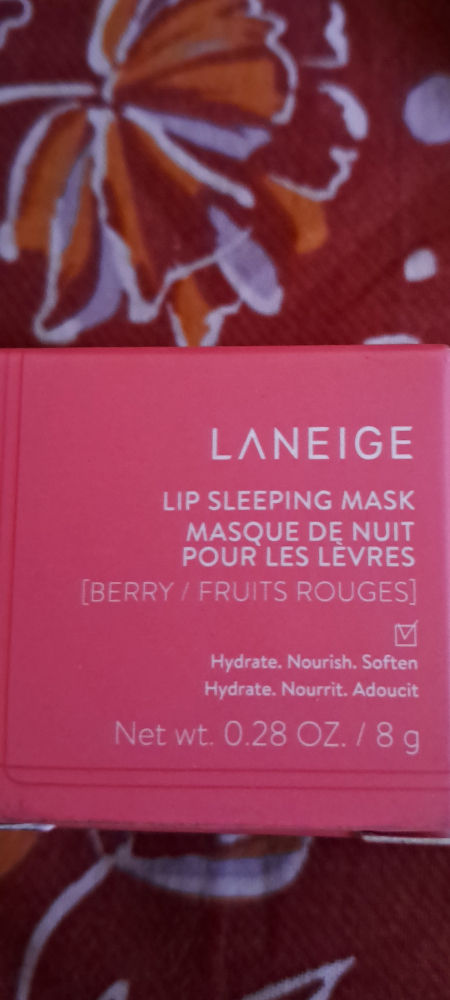 LANEIGE
LIP SLEEPING MASK
MASQUE DE NUIT
POUR LES LÈVRES
[BERRY / FRUITS ROUGES]
Hydrate. Nourish. Soften
Hydrate. Nourrit. Adoucit
Net wt. 0.28 OZ. / 8 g